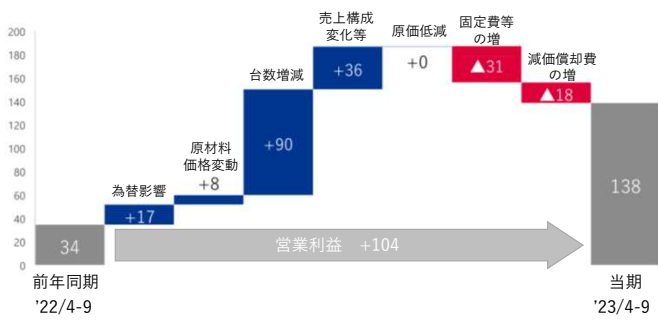 200
180
160
140
120
100
80
60
40
20
0
34
前年同期
’22/4-9
為替影響
+17
原材料
価格変動
+8
台数増減
+90
売上構成
変化等
+36
原価低減
+0
固定費等
の増
▲31
減価償却費
の増
▲18
138
営業利益 +104
当期
’23/4-9